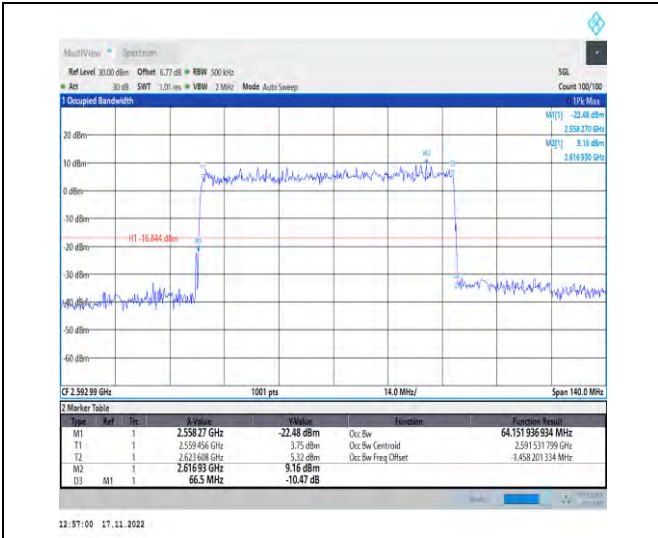 MultiView Spectrum
Ref Level 30.00 dBm Offset 6.77 dB RBW 500 kHz SGL
Att 30 dB SWT 1.01 ms VBW 2 MHz Mode Auto Sweep Count 100/100
1 Occupied Bandwidth 1Pk Max
M1[1] -22.48 dBm
2.558 270 GHz
M2[1] 9.16 dBm
2.616 930 GHz
20 dBm
M2
10 dBm
0 dBm
-10 dBm
H1 -16.844 dBm
M1
-20 dBm
-30 dBm
-40 dBm
-50 dBm
-60 dBm
CF 2.592 99 GHz 1001 pts 14.0 MHz/ Span 140.0 MHz
2 Marker Table
Type Ref Trc X-Value Y-Value Function Function Result
M1 1 2.558 27 GHz -22.48 dBm Occ Bw 64.151 936 934 MHz
T1 1 2.559 456 GHz 3.75 dBm Occ Bw Centroid 2.591 531 799 GHz
T2 1 2.623 608 GHz 5.32 dBm Occ Bw Freq Offset -1.458 201 334 MHz
M2 1 2.616 93 GHz 9.16 dBm
D3 M1 1 66.5 MHz -10.47 dB
12:57:00 17.11.2022